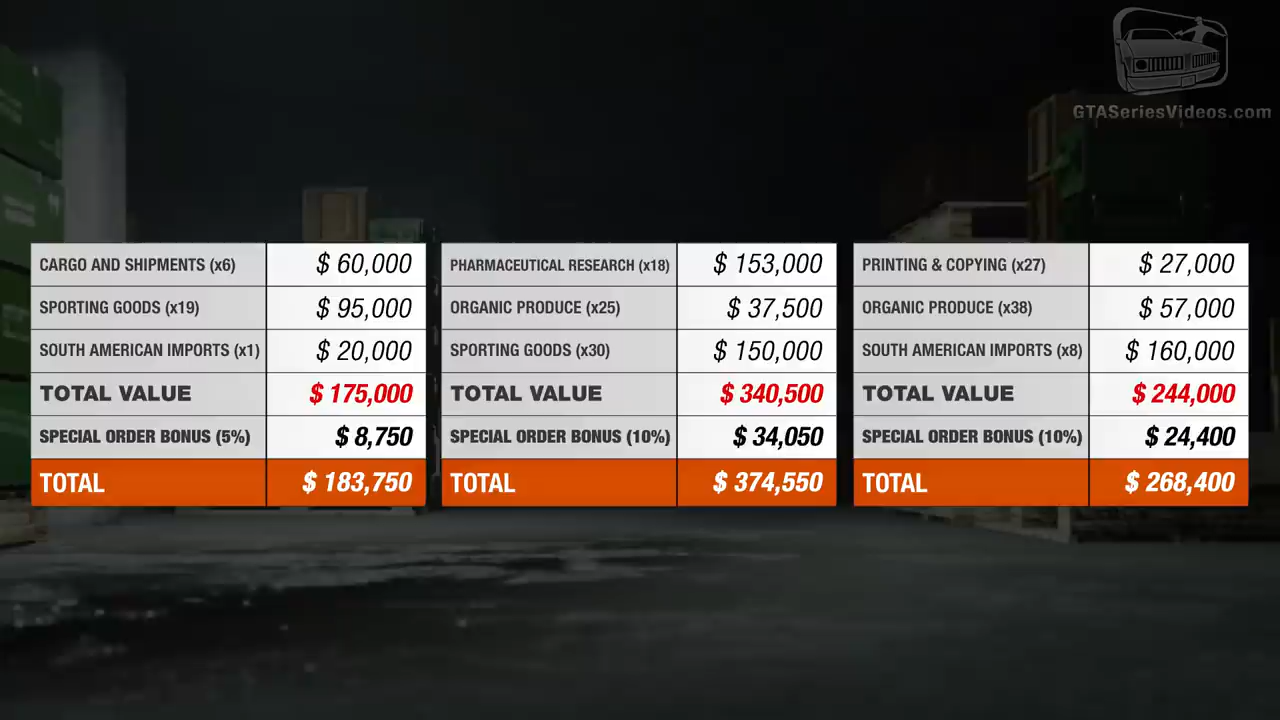 GTASeriesVideos.com
CARGO AND SHIPMENTS (x6) $ 60,000
SPORTING GOODS (x19) $ 95,000
SOUTH AMERICAN IMPORTS (x1) $ 20,000
TOTAL VALUE $ 175,000
SPECIAL ORDER BONUS (5%) $ 8,750
TOTAL $ 183,750
PHARMACEUTICAL RESEARCH (x18) $ 153,000
ORGANIC PRODUCE (x25) $ 37,500
SPORTING GOODS (x30) $ 150,000
TOTAL VALUE $ 340,500
SPECIAL ORDER BONUS (10%) $ 34,050
TOTAL $ 374,550
PRINTING & COPYING (x27) $ 27,000
ORGANIC PRODUCE (x38) $ 57,000
SOUTH AMERICAN IMPORTS (x8) $ 160,000
TOTAL VALUE $ 244,000
SPECIAL ORDER BONUS (10%) $ 24,400
TOTAL $ 268,400